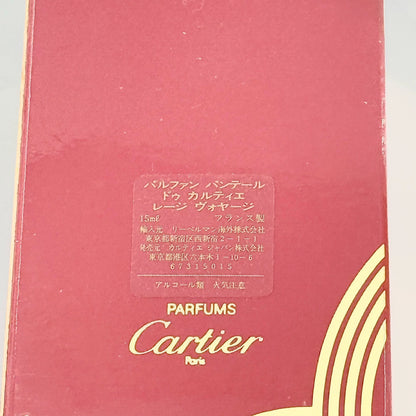 パルファン パンテール
ドゥ カルティエ
レージ ヴォヤージ
15mℓ フランス製
輸入元 リーベルマン海外株式会社
東京都新宿区西新宿2-4-1
発売元 カルティエ ジャパン株式会社
東京都港区六本木1-10-6
67315015
アルコール類 火気注意
PARFUMS
Cartier
Paris